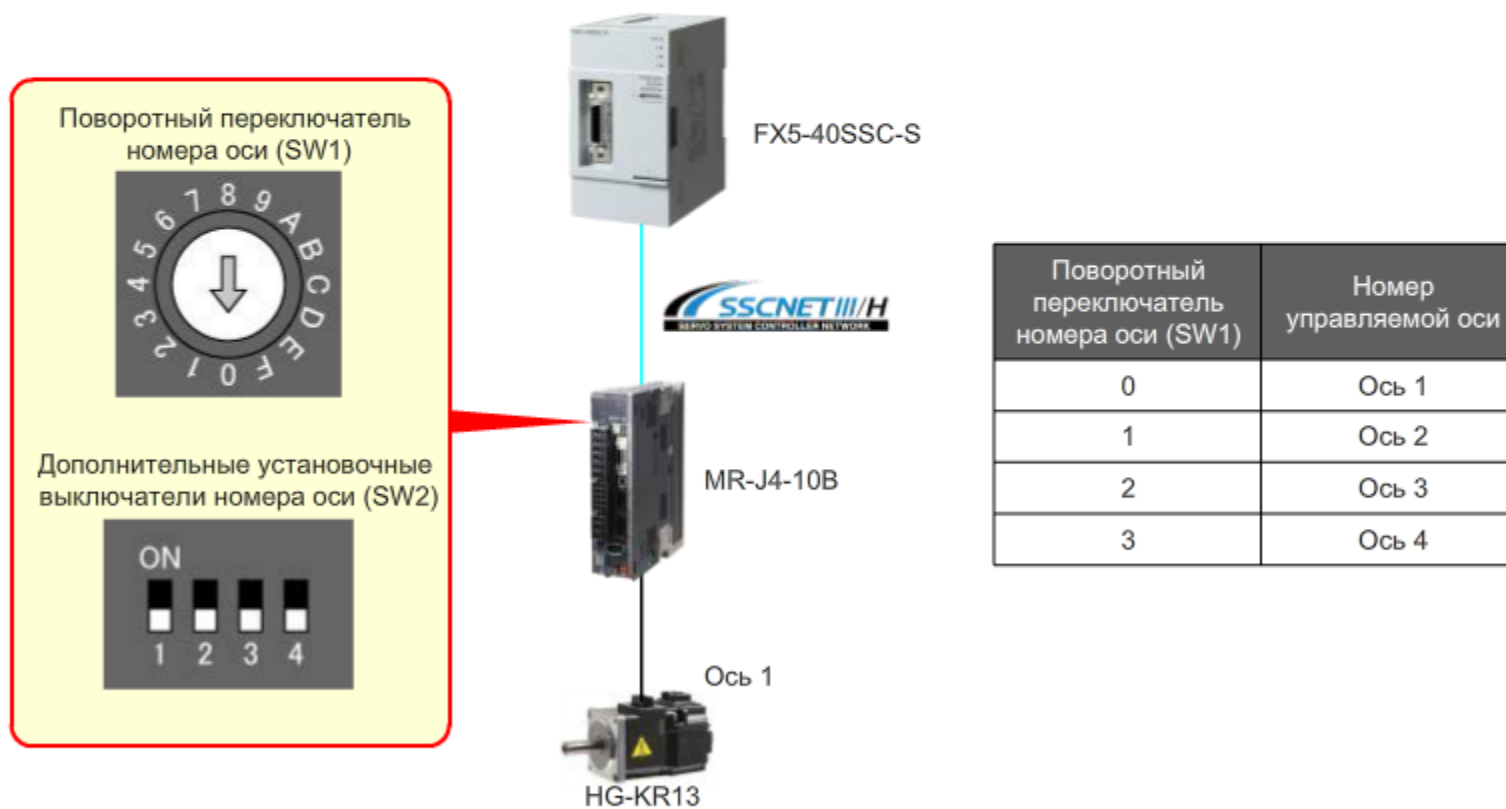 FX5-40SSC-S
Поворотный переключатель
номера оси (SW1)
0 1 2 3 4 5 6 7 8 9 A B C D E F
Дополнительные установочные
выключатели номера оси (SW2)
ON
1 2 3 4
SSCNET III/H
SERVO SYSTEM CONTROLLER NETWORK
MR-J4-10B
Ось 1
HG-KR13
Поворотный переключатель номера оси (SW1) Номер управляемой оси
0 Ось 1
1 Ось 2
2 Ось 3
3 Ось 4